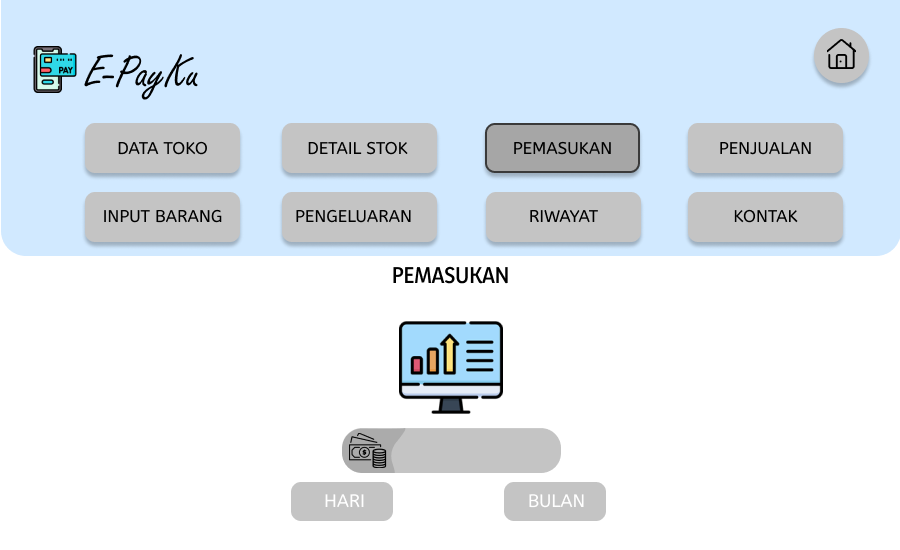 PAY
E-PayKu
DATA TOKO
DETAIL STOK
PEMASUKAN
PENJUALAN
INPUT BARANG
PENGELUARAN
RIWAYAT
KONTAK
PEMASUKAN
HARI
BULAN